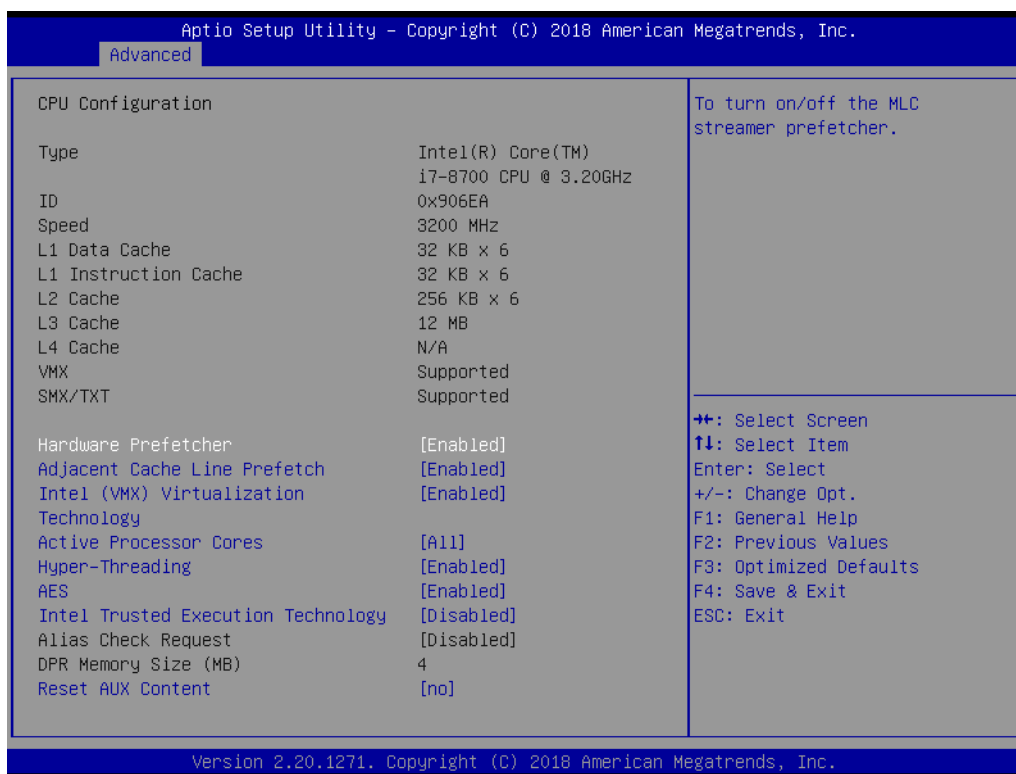 Aptio Setup Utility – Copyright (C) 2018 American Megatrends, Inc.
Advanced
CPU Configuration
Type Intel(R) Core(TM)
i7-8700 CPU @ 3.20GHz
ID 0x906EA
Speed 3200 MHz
L1 Data Cache 32 KB x 6
L1 Instruction Cache 32 KB x 6
L2 Cache 256 KB x 6
L3 Cache 12 MB
L4 Cache N/A
VMX Supported
SMX/TXT Supported
Hardware Prefetcher [Enabled]
Adjacent Cache Line Prefetch [Enabled]
Intel (VMX) Virtualization [Enabled]
Technology
Active Processor Cores [All]
Hyper-Threading [Enabled]
AES [Enabled]
Intel Trusted Execution Technology [Disabled]
Alias Check Request [Disabled]
DPR Memory Size (MB) 4
Reset AUX Content [no]
To turn on/off the MLC
streamer prefetcher.
→←: Select Screen
↑↓: Select Item
Enter: Select
+/-: Change Opt.
F1: General Help
F2: Previous Values
F3: Optimized Defaults
F4: Save & Exit
ESC: Exit
Version 2.20.1271. Copyright (C) 2018 American Megatrends, Inc.